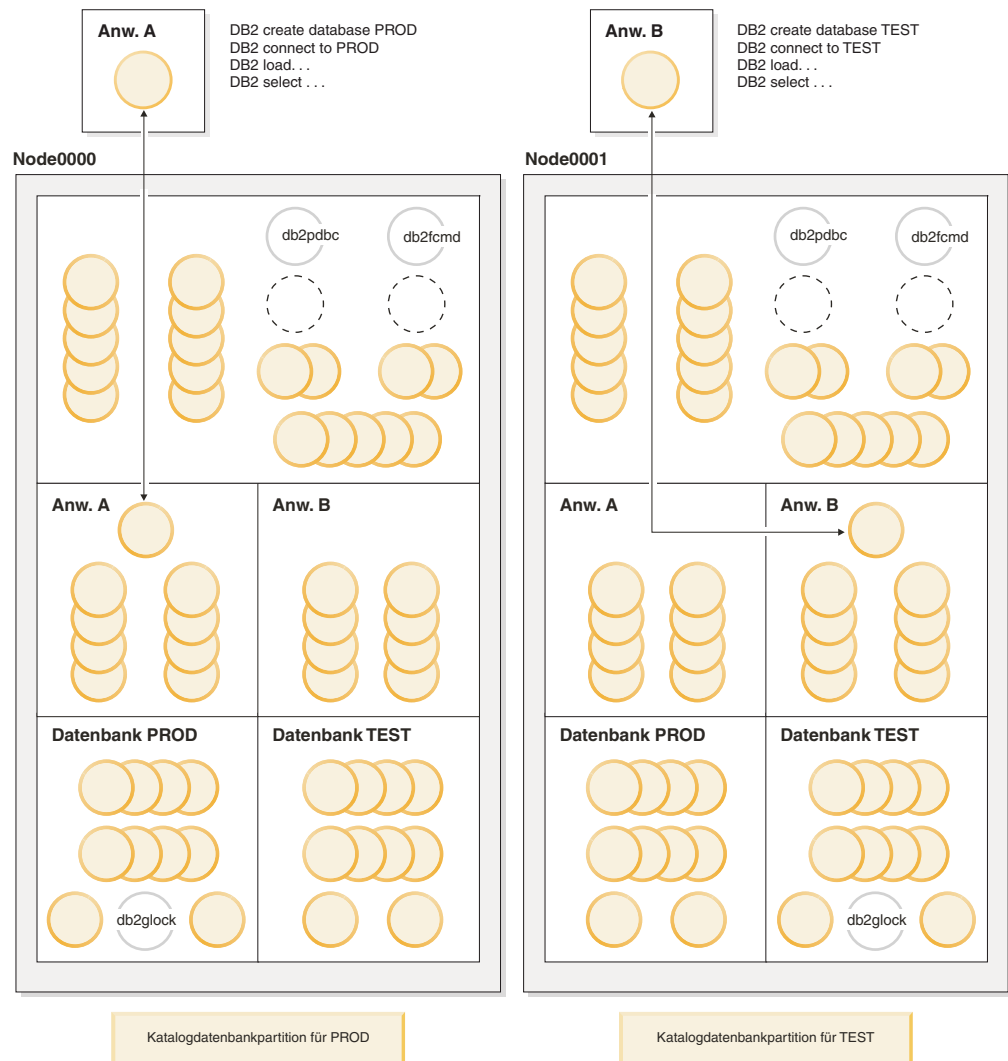 Anw. A
DB2 create database PROD
DB2 connect to PROD
DB2 load. . .
DB2 select . . .
Anw. B
DB2 create database TEST
DB2 connect to TEST
DB2 load. . .
DB2 select ...
Node0000
db2pdbc
db2fcmd
Anw. A
Anw. B
Datenbank PROD
Datenbank TEST
db2glock
Katalogdatenbankpartition für PROD
Node0001
db2pdbc
db2fcmd
Anw. A
Anw. B
Datenbank PROD
Datenbank TEST
db2glock
Katalogdatenbankpartition für TEST